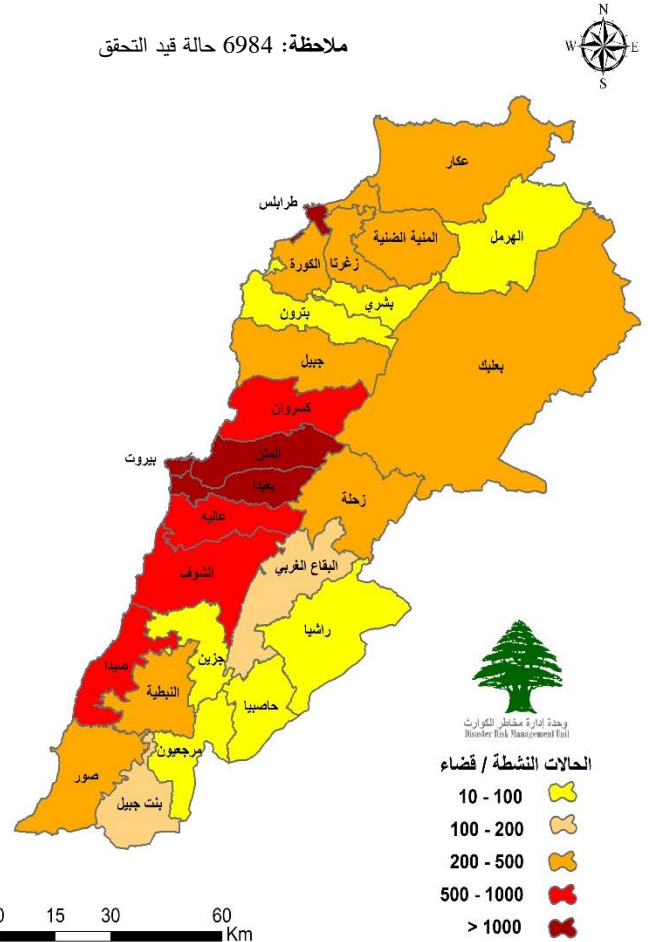 ملاحظة: 6984 حالة قيد التحقق
N
W E
S
عكار
طرابلس
المنية الضنية
الهرمل
زغرتا
الكورة
بشري
بترون
جبيل
بعلبك
كسروان
المتن
بيروت
بعبدا
زحلة
عاليه
البقاع الغربي
الشوف
راشيا
جزين
صيدا
النبطية
حاصبيا
مرجعيون
صور
بنت جبيل
وحدة إدارة مخاطر الكوارث
Disaster Risk Management Unit
الحالات النشطة / قضاء
10 - 100
100 - 200
200 - 500
500 - 1000
> 1000
0 15 30 60
Km